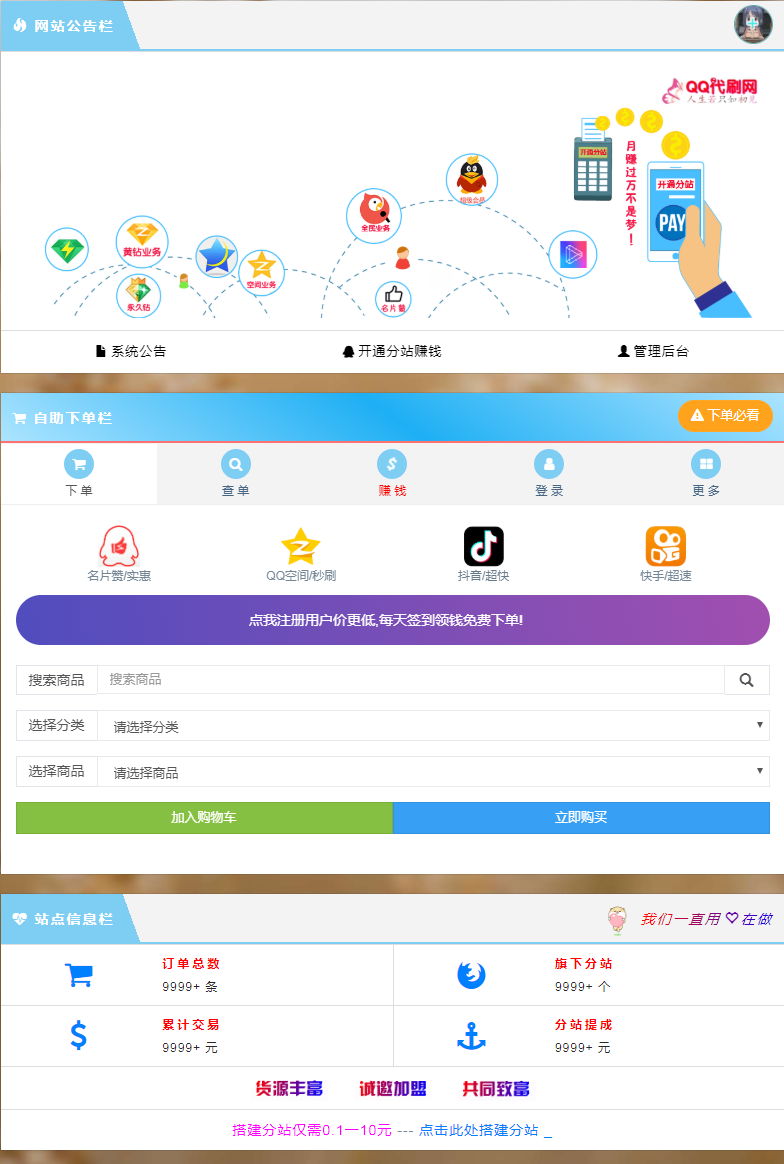 网站公告栏
QQ代刷网
人生若只如初见
开通分站
月赚过万不是梦！
开通分站
PAY
超级会员
全民业务
黄钻业务
空间业务
永久钻
名片赞
系统公告 开通分站赚钱 管理后台
自助下单栏 下单必看
下单 查单 赚钱 登录 更多
名片赞/实惠 QQ空间/秒刷 抖音/超快 快手/超速
点我注册用户价更低,每天签到领钱免费下单!
搜索商品 搜索商品
选择分类 请选择分类
选择商品 请选择商品
加入购物车 立即购买
站点信息栏 我们一直用♡在做
订单总数 旗下分站
9999+ 条 9999+ 个
累计交易 分站提成
9999+ 元 9999+ 元
货源丰富 诚邀加盟 共同致富
搭建分站仅需0.1一10元 --- 点击此处搭建分站 _